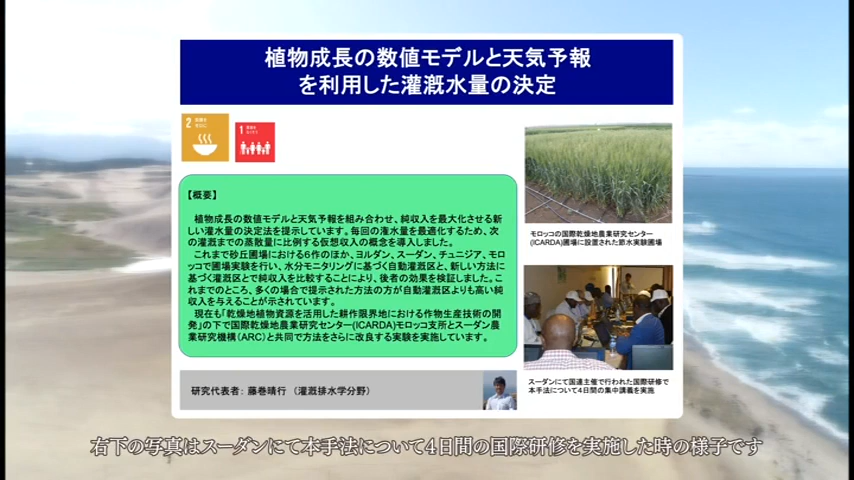 植物成長の数値モデルと天気予報
を利用した灌漑水量の決定
2
1
モロッコの国際乾燥地農業研究センター
(ICARDA)圃場に設置された節水実験圃場
【概要】
植物成長の数値モデルと天気予報を組み合わせ、純収入を最大化させる新
しい灌水量の決定法を提示しています。毎回の潅水量を最適化するため、次
の灌漑までの蒸散量に比例する仮想収入の概念を導入しました。
これまで砂丘圃場における6作のほか、ヨルダン、スーダン、チュニジア、モロ
ッコで圃場実験を行い、水分モニタリングに基づく自動灌漑区と、新しい方法に
基づく灌漑区とで純収入を比較することにより、後者の効果を検証しました。こ
れまでのところ、多くの場合で提示された方法の方が自動灌漑区よりも高い純
収入を与えることが示されています。
現在も「乾燥地植物資源を活用した耕作限界地における作物生産技術の開
発」の下で国際乾燥地農業研究センター(ICARDA)モロッコ支所とスーダン農
業研究機構(ARC)と共同で方法をさらに改良する実験を実施しています。
スーダンにて国連主催で行われた国際研修で
本手法について4日間の集中講義を実施
研究代表者： 藤巻晴行 （灌漑排水学分野）
右下の写真はスーダンにて本手法について4日間の国際研修を実施した時の様子です